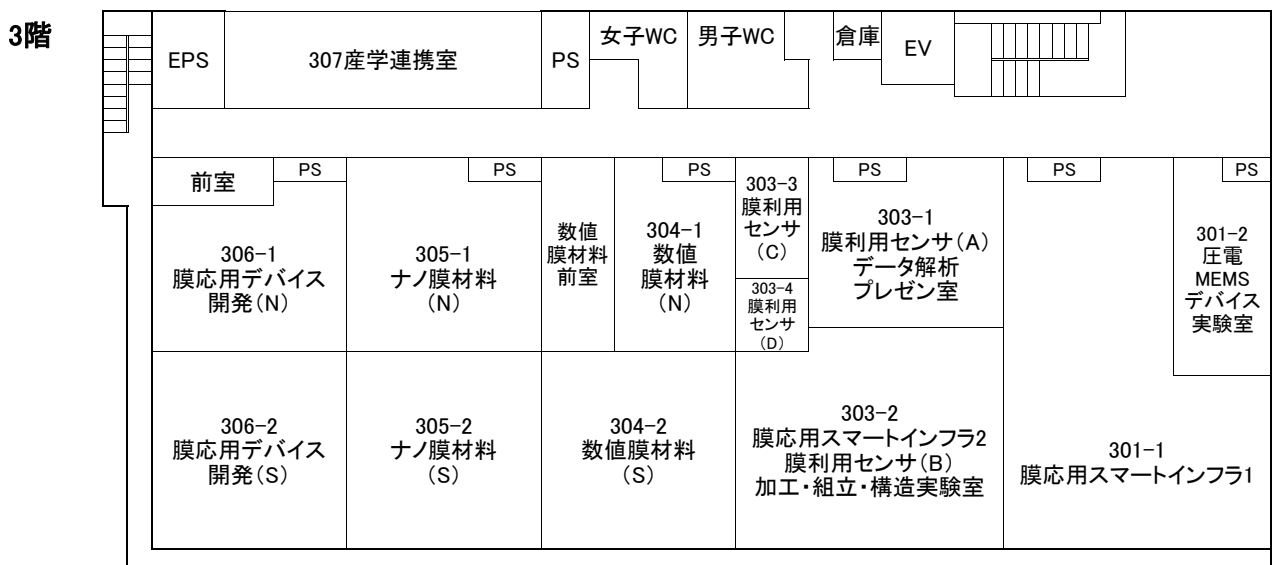 3階
EPS
307産学連携室
PS
女子WC
男子WC
倉庫
EV
前室
PS
306-1
膜応用デバイス
開発(N)
PS
305-1
ナノ膜材料
(N)
数値
膜材料
前室
PS
304-1
数値
膜材料
(N)
303-3
膜利用
センサ
(C)
303-4
膜利用
センサ
(D)
PS
303-1
膜利用センサ(A)
データ解析
プレゼン室
PS
PS
301-2
圧電
MEMS
デバイス
実験室
306-2
膜応用デバイス
開発(S)
305-2
ナノ膜材料
(S)
304-2
数値膜材料
(S)
303-2
膜応用スマートインフラ2
膜利用センサ(B)
加工・組立・構造実験室
301-1
膜応用スマートインフラ1